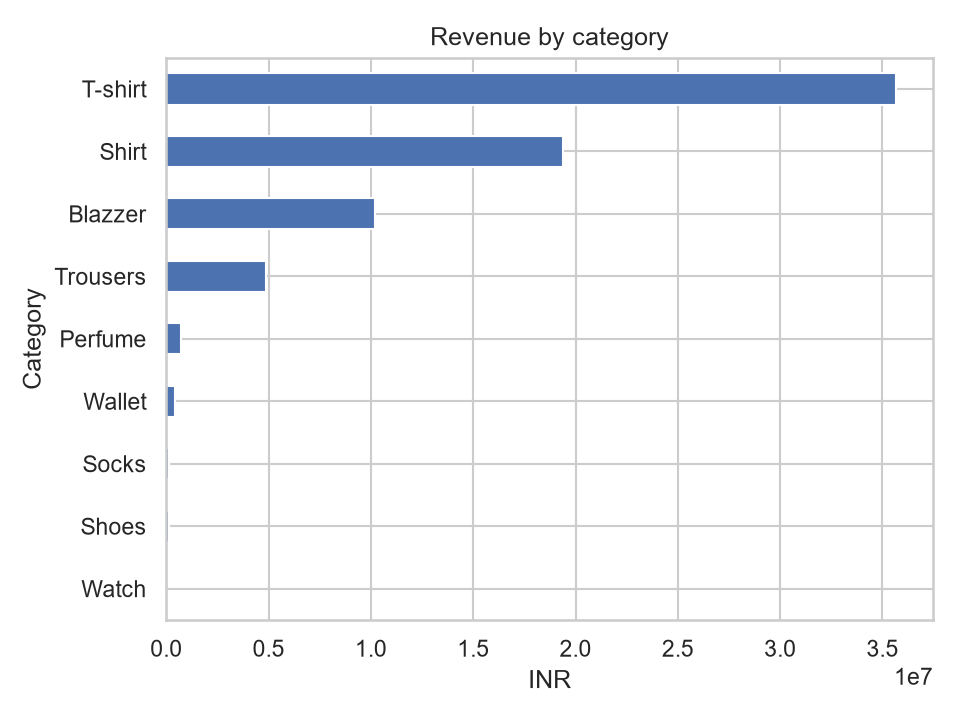 Revenue by category
T-shirt
Shirt
Blazzer
Trousers
Perfume
Wallet
Socks
Shoes
Watch
Category
0.0 0.5 1.0 1.5 2.0 2.5 3.0 3.5
1e7
INR